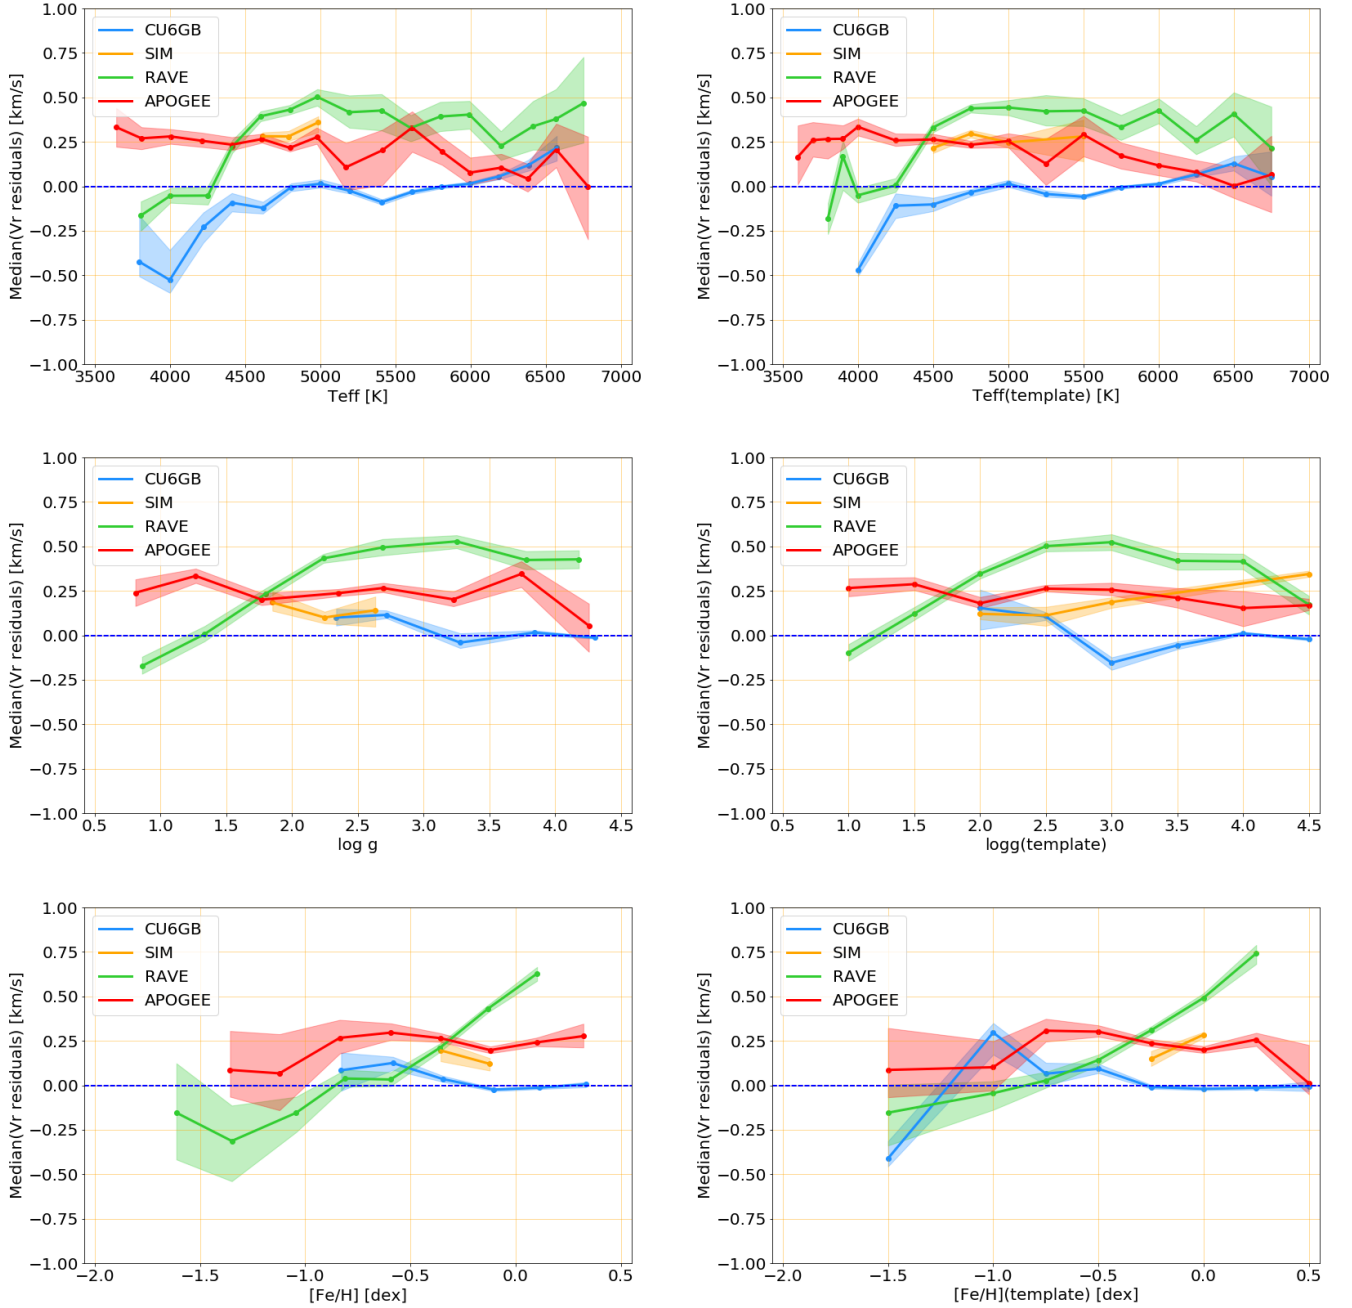 1.00
0.75
0.50
0.25
0.00
−0.25
−0.50
−0.75
−1.00
Median(Vr residuals) [km/s]
CU6GB
SIM
RAVE
APOGEE
3500 4000 4500 5000 5500 6000 6500 7000
Teff [K]
1.00
0.75
0.50
0.25
0.00
−0.25
−0.50
−0.75
−1.00
Median(Vr residuals) [km/s]
CU6GB
SIM
RAVE
APOGEE
3500 4000 4500 5000 5500 6000 6500 7000
Teff(template) [K]
1.00
0.75
0.50
0.25
0.00
−0.25
−0.50
−0.75
−1.00
Median(Vr residuals) [km/s]
CU6GB
SIM
RAVE
APOGEE
0.5 1.0 1.5 2.0 2.5 3.0 3.5 4.0 4.5
log g
1.00
0.75
0.50
0.25
0.00
−0.25
−0.50
−0.75
−1.00
Median(Vr residuals) [km/s]
CU6GB
SIM
RAVE
APOGEE
0.5 1.0 1.5 2.0 2.5 3.0 3.5 4.0 4.5
logg(template)
1.00
0.75
0.50
0.25
0.00
−0.25
−0.50
−0.75
−1.00
Median(Vr residuals) [km/s]
CU6GB
SIM
RAVE
APOGEE
−2.0 −1.5 −1.0 −0.5 0.0 0.5
[Fe/H] [dex]
1.00
0.75
0.50
0.25
0.00
−0.25
−0.50
−0.75
−1.00
Median(Vr residuals) [km/s]
CU6GB
SIM
RAVE
APOGEE
−2.0 −1.5 −1.0 −0.5 0.0 0.5
[Fe/H](template) [dex]